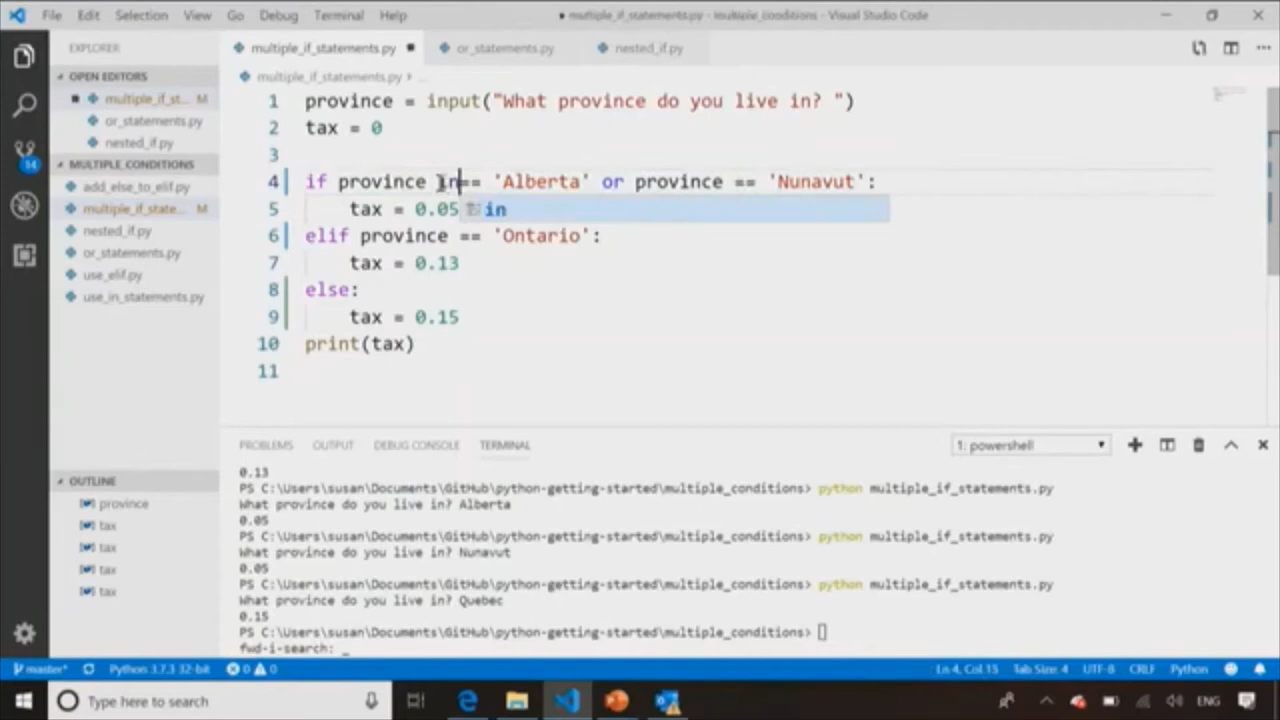 File Edit Selection View Go Debug Terminal Help
● multiple_if_statements.py - multiple_conditions - Visual Studio Code
EXPLORER
multiple_if_statements.py ● or_statements.py nested_if.py
OPEN EDITORS
multiple_if_st... M
or_statements.py
nested_if.py
MULTIPLE CONDITIONS
add_else_to_elif.py
multiple_if_state... M
nested_if.py
or_statements.py
use_elif.py
use_in_statements.py
14
multiple_if_statements.py › ...
1 province = input("What province do you live in? ")
2 tax = 0
3
4 if province in== 'Alberta' or province == 'Nunavut':
5 tax = 0.05
in
6 elif province == 'Ontario':
7 tax = 0.13
8 else:
9 tax = 0.15
10 print(tax)
11
OUTLINE
province
tax
tax
tax
tax
PROBLEMS OUTPUT DEBUG CONSOLE TERMINAL
1: powershell
0.13
PS C:\Users\susan\Documents\GitHub\python-getting-started\multiple_conditions> python multiple_if_statements.py
What province do you live in? Alberta
0.05
PS C:\Users\susan\Documents\GitHub\python-getting-started\multiple_conditions> python multiple_if_statements.py
What province do you live in? Nunavut
0.05
PS C:\Users\susan\Documents\GitHub\python-getting-started\multiple_conditions> python multiple_if_statements.py
What province do you live in? Quebec
0.15
PS C:\Users\susan\Documents\GitHub\python-getting-started\multiple_conditions>
fwd-i-search: _
master* Python 3.7.3 32-bit 0 0 Ln 4, Col 15 Tab Size: 4 UTF-8 CRLF Python
Type here to search
ENG